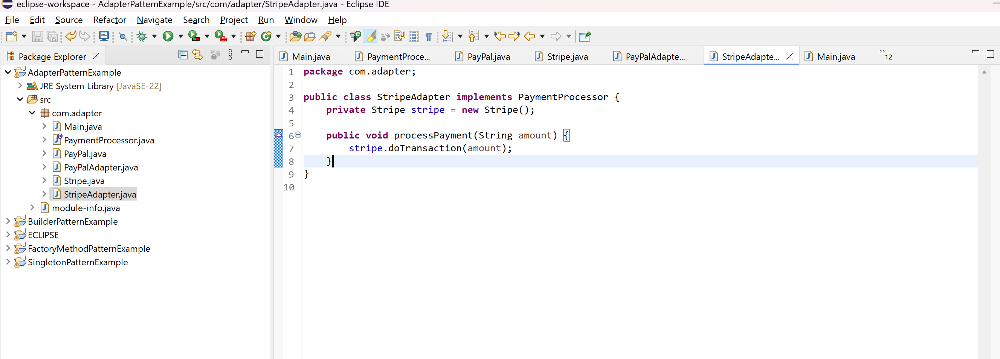 eclipse-workspace - AdapterPatternExample/src/com/adapter/StripeAdapter.java - Eclipse IDE
File Edit Source Refactor Navigate Search Project Run Window Help
Package Explorer
AdapterPatternExample
JRE System Library [JavaSE-22]
src
com.adapter
Main.java
PaymentProcessor.java
PayPal.java
PayPalAdapter.java
Stripe.java
StripeAdapter.java
module-info.java
BuilderPatternExample
ECLIPSE
FactoryMethodPatternExample
SingletonPatternExample
Main.java PaymentProce... PayPal.java Stripe.java PayPalAdapte... StripeAdapte... Main.java »12
1 package com.adapter;
2
3 public class StripeAdapter implements PaymentProcessor {
4     private Stripe stripe = new Stripe();
5
6     public void processPayment(String amount) {
7         stripe.doTransaction(amount);
8     }
9 }
10